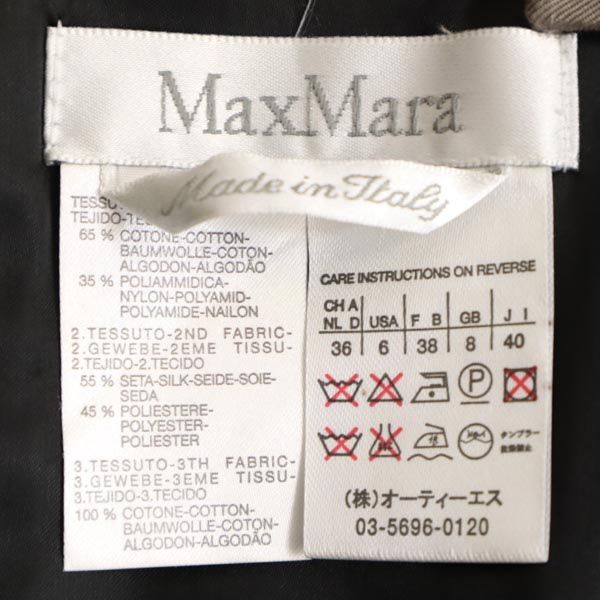 MaxMara
Made in Italy
TEJIDO-
65 % COTONE-COTTON-
BAUMWOLLE-COTON-
ALGODON-ALGODÃO
35 % POLIAMMIDICA-
NYLON-POLYAMID-
POLYAMIDE-NAILON
2.TESSUTO-2ND FABRIC-
2.GEWEBE-2EME TISSU-
2.TEJIDO-2.TECIDO
55 % SETA-SILK-SEIDE-SOIE-
SEDA
45 % POLIESTERE-
POLYESTER-
POLIESTER
3.TESSUTO-3TH FABRIC-
3.GEWEBE-3EME TISSU-
3.TEJIDO-3.TECIDO
100 % COTONE-COTTON-
BAUMWOLLE-COTON-
ALGODON-ALGODÃO
CARE INSTRUCTIONS ON REVERSE
CH A USA F B GB J I
NL D
36 6 38 8 40
P
タンブラー
自動禁止
(株)オーティーエス
03-5696-0120